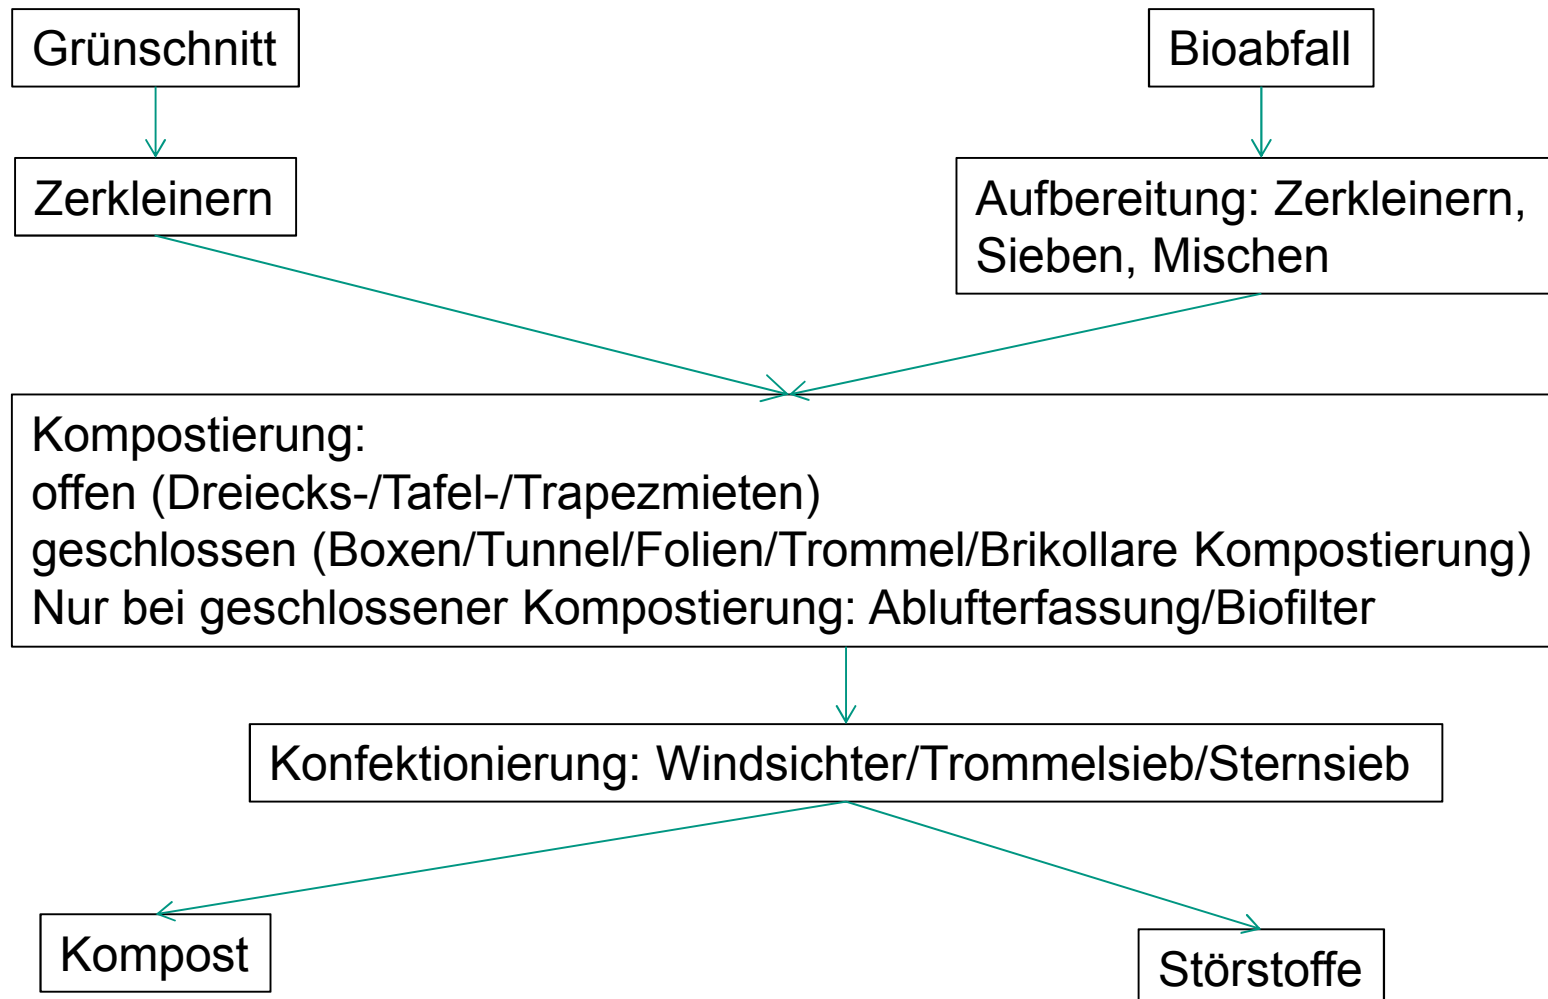 Grünschnitt
Bioabfall
Zerkleinern
Aufbereitung: Zerkleinern,
Sieben, Mischen
Kompostierung:
offen (Dreiecks-/Tafel-/Trapezmieten)
geschlossen (Boxen/Tunnel/Folien/Trommel/Brikollare Kompostierung)
Nur bei geschlossener Kompostierung: Ablufterfassung/Biofilter
Konfektionierung: Windsichter/Trommelsieb/Sternsieb
Kompost
Störstoffe